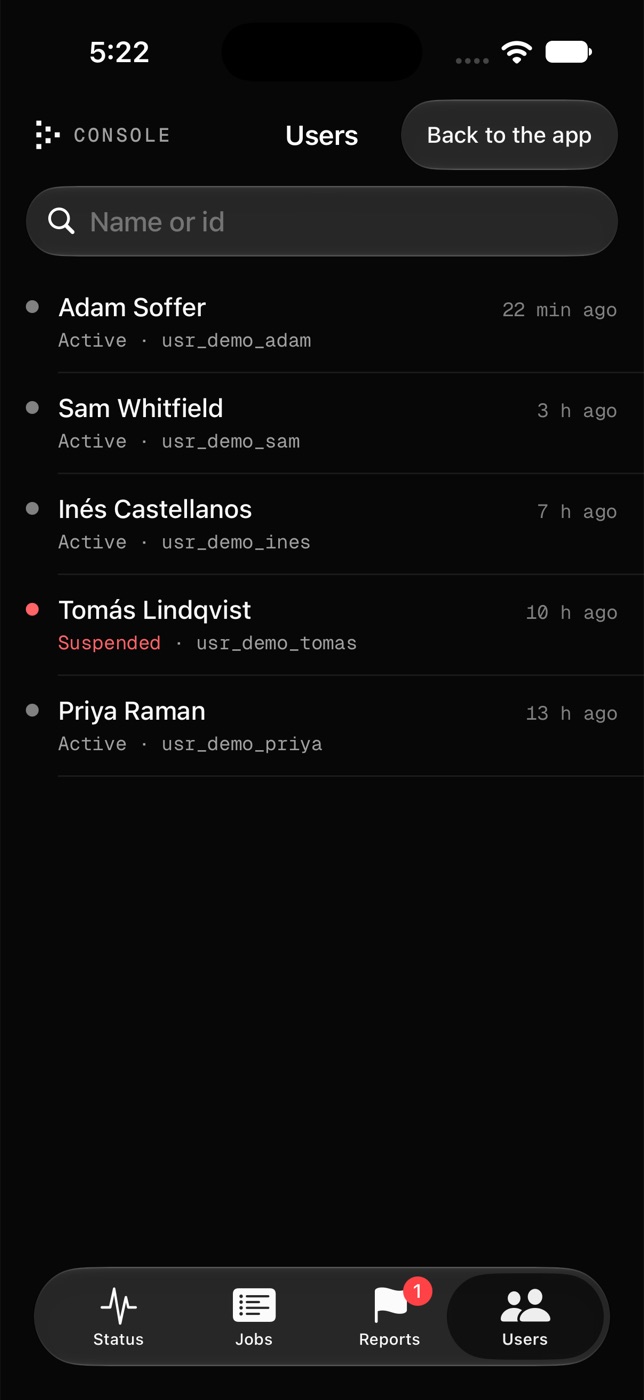 5:22
CONSOLE
Users
Back to the app
Name or id
Adam Soffer
22 min ago
Active · usr_demo_adam
Sam Whitfield
3 h ago
Active · usr_demo_sam
Inés Castellanos
7 h ago
Active · usr_demo_ines
Tomás Lindqvist
10 h ago
Suspended · usr_demo_tomas
Priya Raman
13 h ago
Active · usr_demo_priya
1
Status
Jobs
Reports
Users